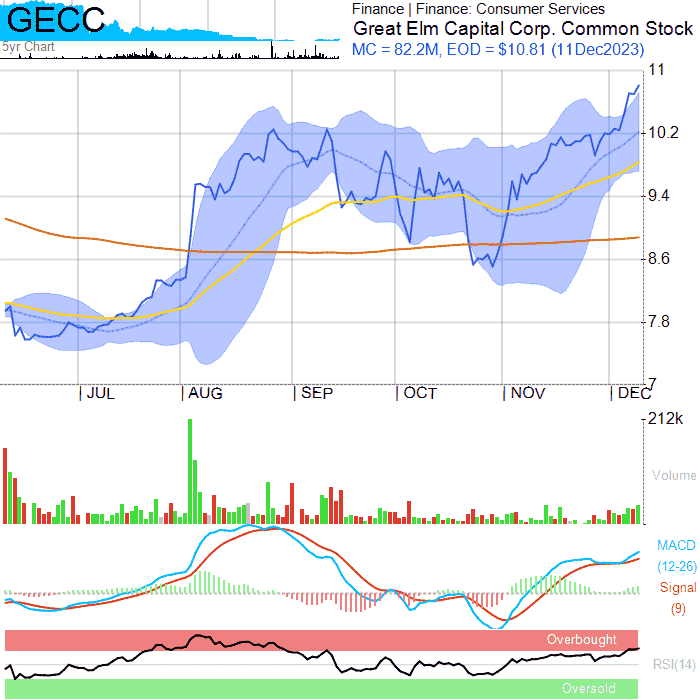 GECC
5yr Chart
Finance | Finance: Consumer Services
Great Elm Capital Corp. Common Stock
MC = 82.2M, EOD = $10.81 (11Dec2023)
11
10.2
9.4
8.6
7.8
7
JUL AUG SEP OCT NOV DEC
212k
Volume
MACD
(12-26)
Signal
(9)
Overbought
RSI(14)
Oversold